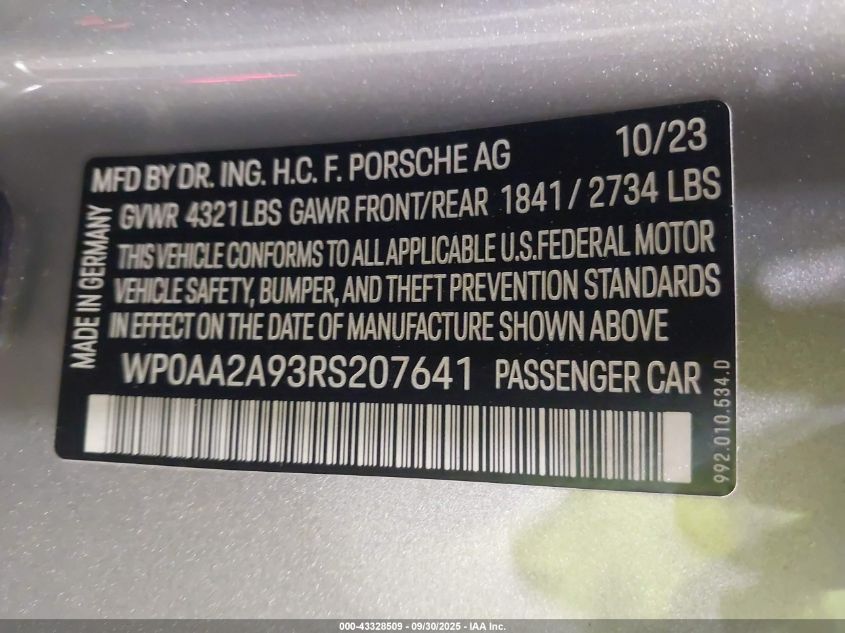 MFD BY DR. ING. H.C. F. PORSCHE AG 10/23
GVWR 4321 LBS GAWR FRONT/REAR 1841 / 2734 LBS
THIS VEHICLE CONFORMS TO ALL APPLICABLE U.S.FEDERAL MOTOR
VEHICLE SAFETY, BUMPER, AND THEFT PREVENTION STANDARDS
IN EFFECT ON THE DATE OF MANUFACTURE SHOWN ABOVE
WP0AA2A93RS207641 PASSENGER CAR
MADE IN GERMANY
992.010.534.D
000-43328509 - 09/30/2025 - IAA Inc.